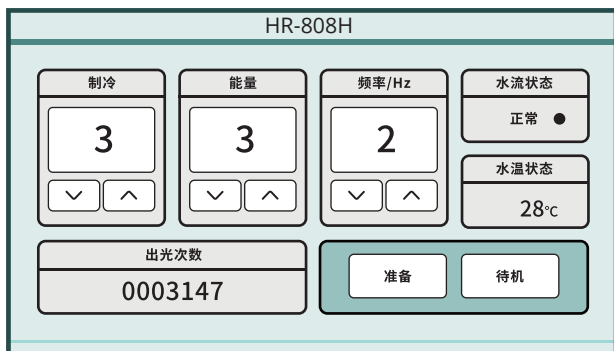 HR-808H
制冷
能量
频率/Hz
水流状态
3
3
2
正常
水温状态
28℃
出光次数
0003147
准备
待机